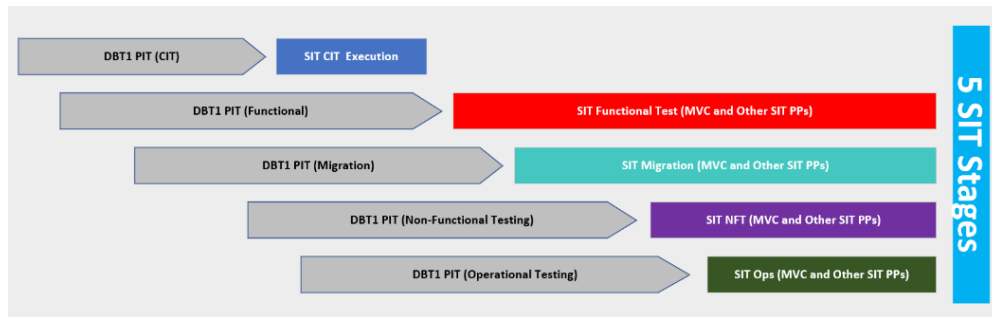 DBT1 PIT (CIT)
SIT CIT Execution
DBT1 PIT (Functional)
SIT Functional Test (MVC and Other SIT PPs)
DBT1 PIT (Migration)
SIT Migration (MVC and Other SIT PPs)
DBT1 PIT (Non-Functional Testing)
SIT NFT (MVC and Other SIT PPs)
DBT1 PIT (Operational Testing)
SIT Ops (MVC and Other SIT PPs)
5 SIT Stages